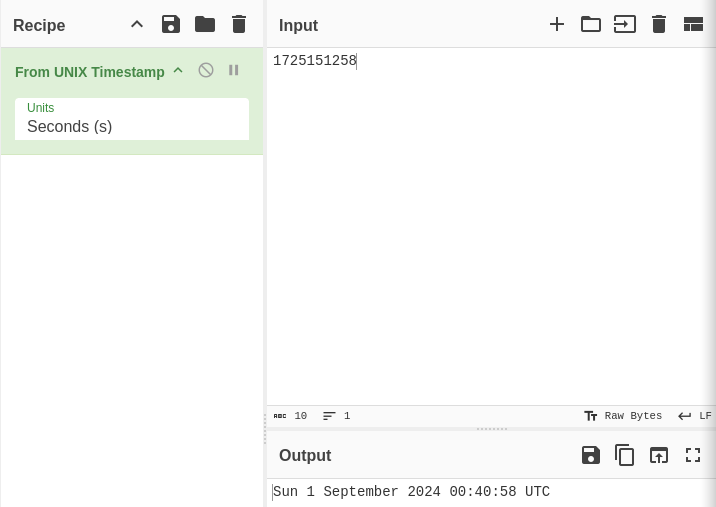 Recipe
From UNIX Timestamp
Units
Seconds (s)
Input
1725151258
ABC 10
1
Raw Bytes
LF
Output
Sun 1 September 2024 00:40:58 UTC